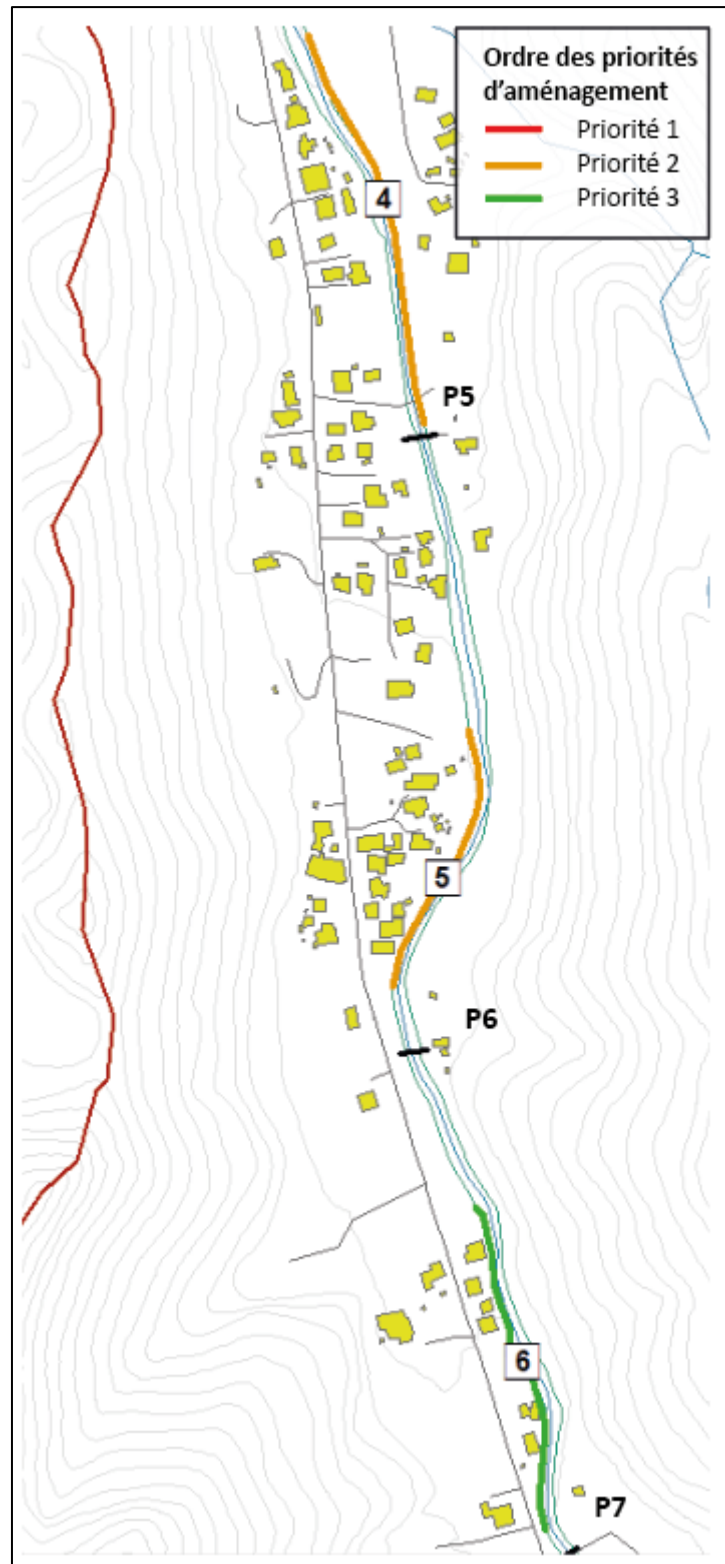 Ordre des priorités
d’aménagement
Priorité 1
Priorité 2
Priorité 3
4
P5
5
P6
6
P7